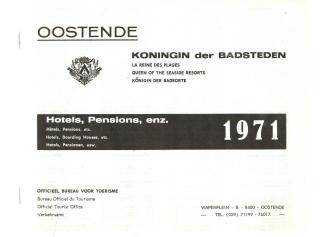 OOSTENDE
KONINGIN der BADSTEDEN
LA REINE DES PLAGES
QUEEN OF THE SEASIDE RESORTS
KÖNIGIN DER BADEORTE
Hotels, Pensions, enz.
Hôtels, Pensions, etc.
Hotels, Boarding Houses, etc.
Hotels, Pensionen, usw.
1971
OFFICIEEL BUREAU VOOR TOERISME
Bureau Officiel du Tourisme
Official Tourist Office
Verkehrsamt
WAPENPLEIN - B - 8400 - OOSTENDE
— TEL. (059) 71199 - 76017 —